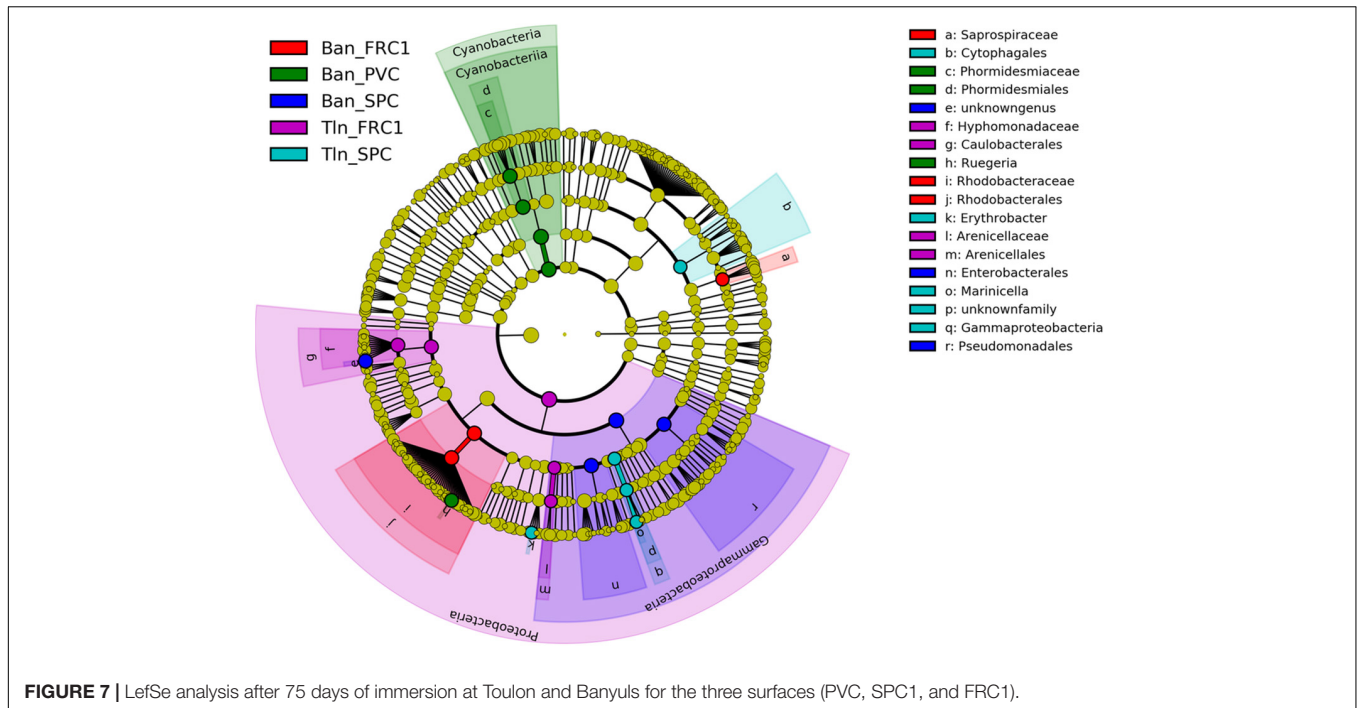 Ban_FRC1
Ban_PVC
Ban_SPC
Tln_FRC1
Tln_SPC
Cyanobacteria
Cyanobacteriia
d
c
b
a
g
f
e
j
i
h
k
m
l
n
o
p
q
r
Gammaproteobacteria
Proteobacteria
a: Saprospiraceae
b: Cytophagales
c: Phormidesmiaceae
d: Phormidesmiales
e: unknowngenus
f: Hyphomonadaceae
g: Caulobacterales
h: Ruegeria
i: Rhodobacteraceae
j: Rhodobacterales
k: Erythrobacter
l: Arenicellaceae
m: Arenicellales
n: Enterobacterales
o: Marinicella
p: unknownfamily
q: Gammaproteobacteria
r: Pseudomonadales
FIGURE 7 | LefSe analysis after 75 days of immersion at Toulon and Banyuls for the three surfaces (PVC, SPC1, and FRC1).